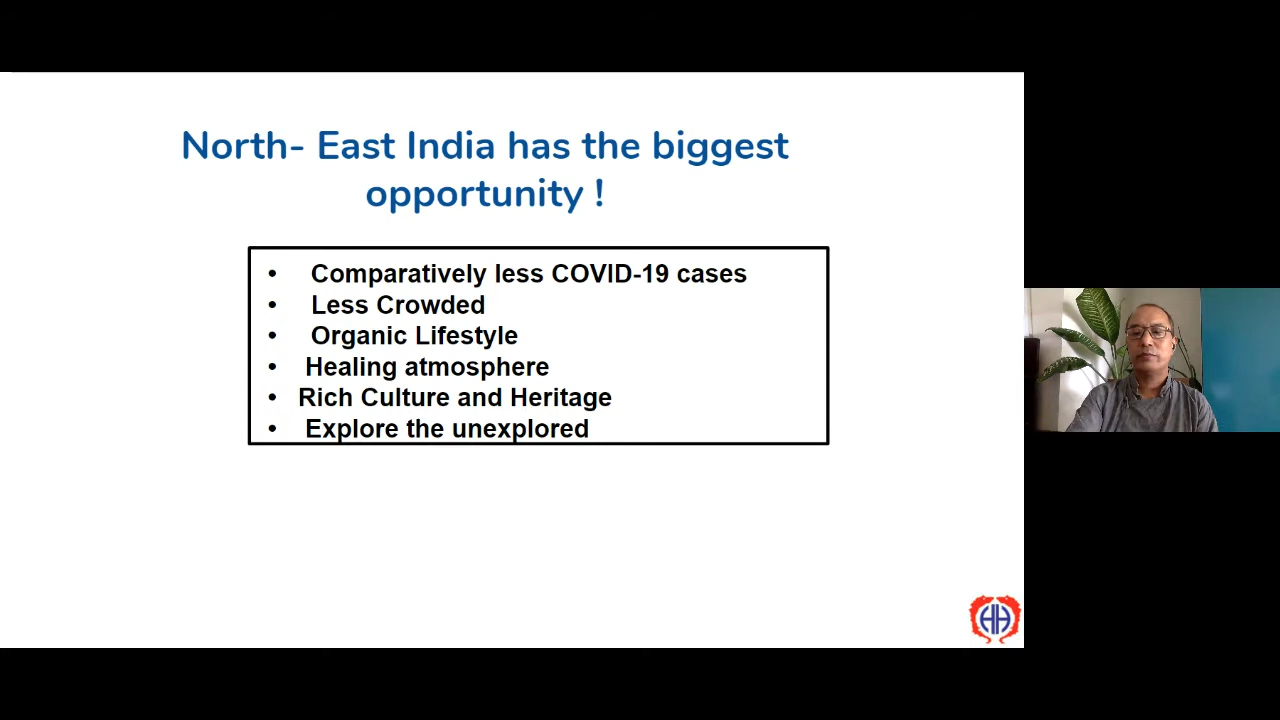 North- East India has the biggest
opportunity !
• Comparatively less COVID-19 cases
• Less Crowded
• Organic Lifestyle
• Healing atmosphere
• Rich Culture and Heritage
• Explore the unexplored
HH